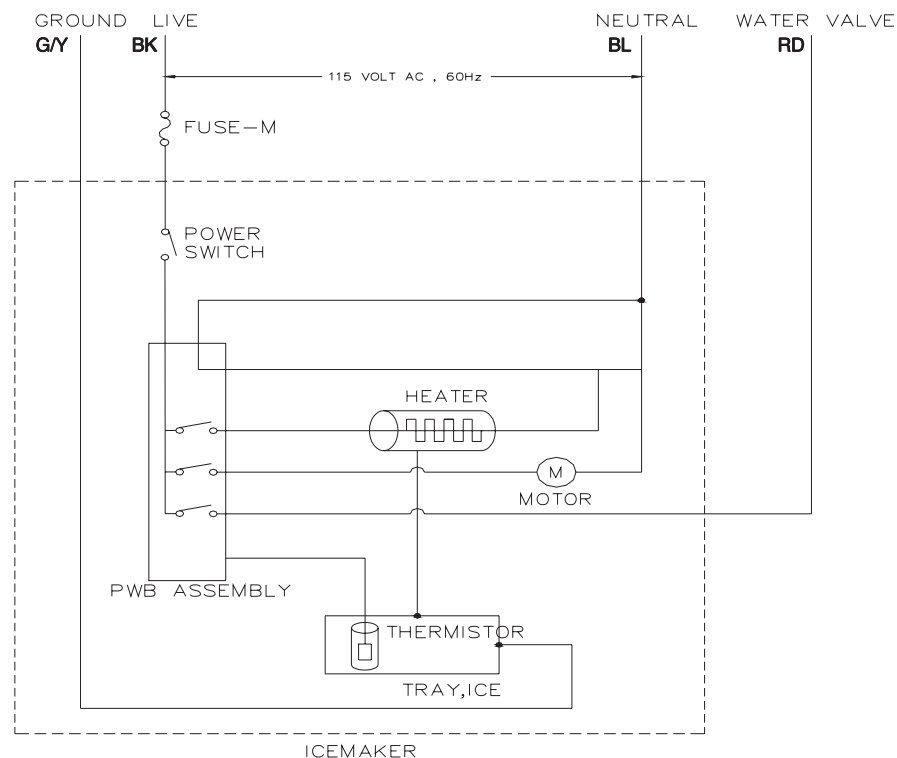 GROUND LIVE NEUTRAL WATER VALVE
G/Y BK BL RD
115 VOLT AC , 60Hz
FUSE-M
POWER
SWITCH
HEATER
M
MOTOR
PWB ASSEMBLY
THERMISTOR
TRAY,ICE
ICEMAKER